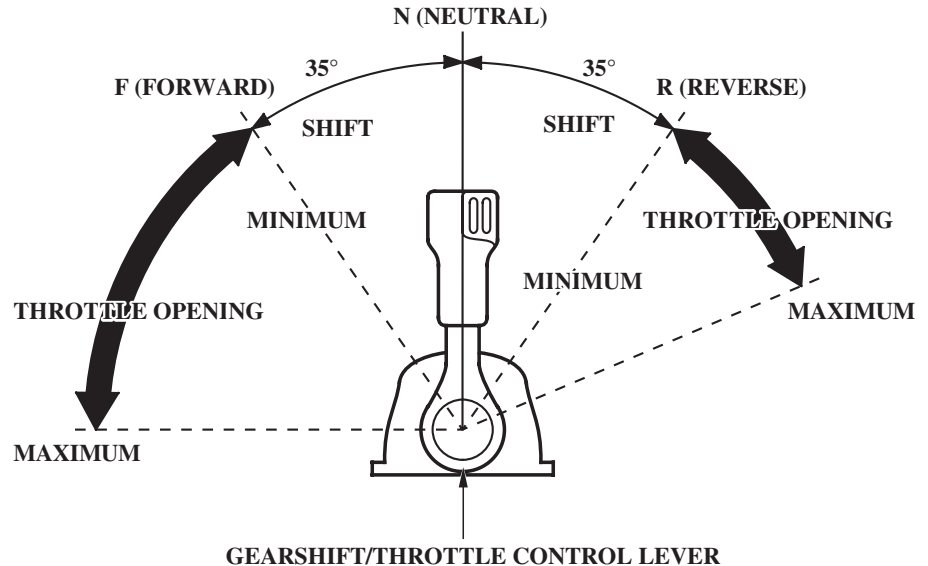 N (NEUTRAL)
35°
35°
F (FORWARD)
R (REVERSE)
SHIFT
SHIFT
MINIMUM
THROTTLE OPENING
MINIMUM
THROTTLE OPENING
MAXIMUM
MAXIMUM
GEARSHIFT/THROTTLE CONTROL LEVER